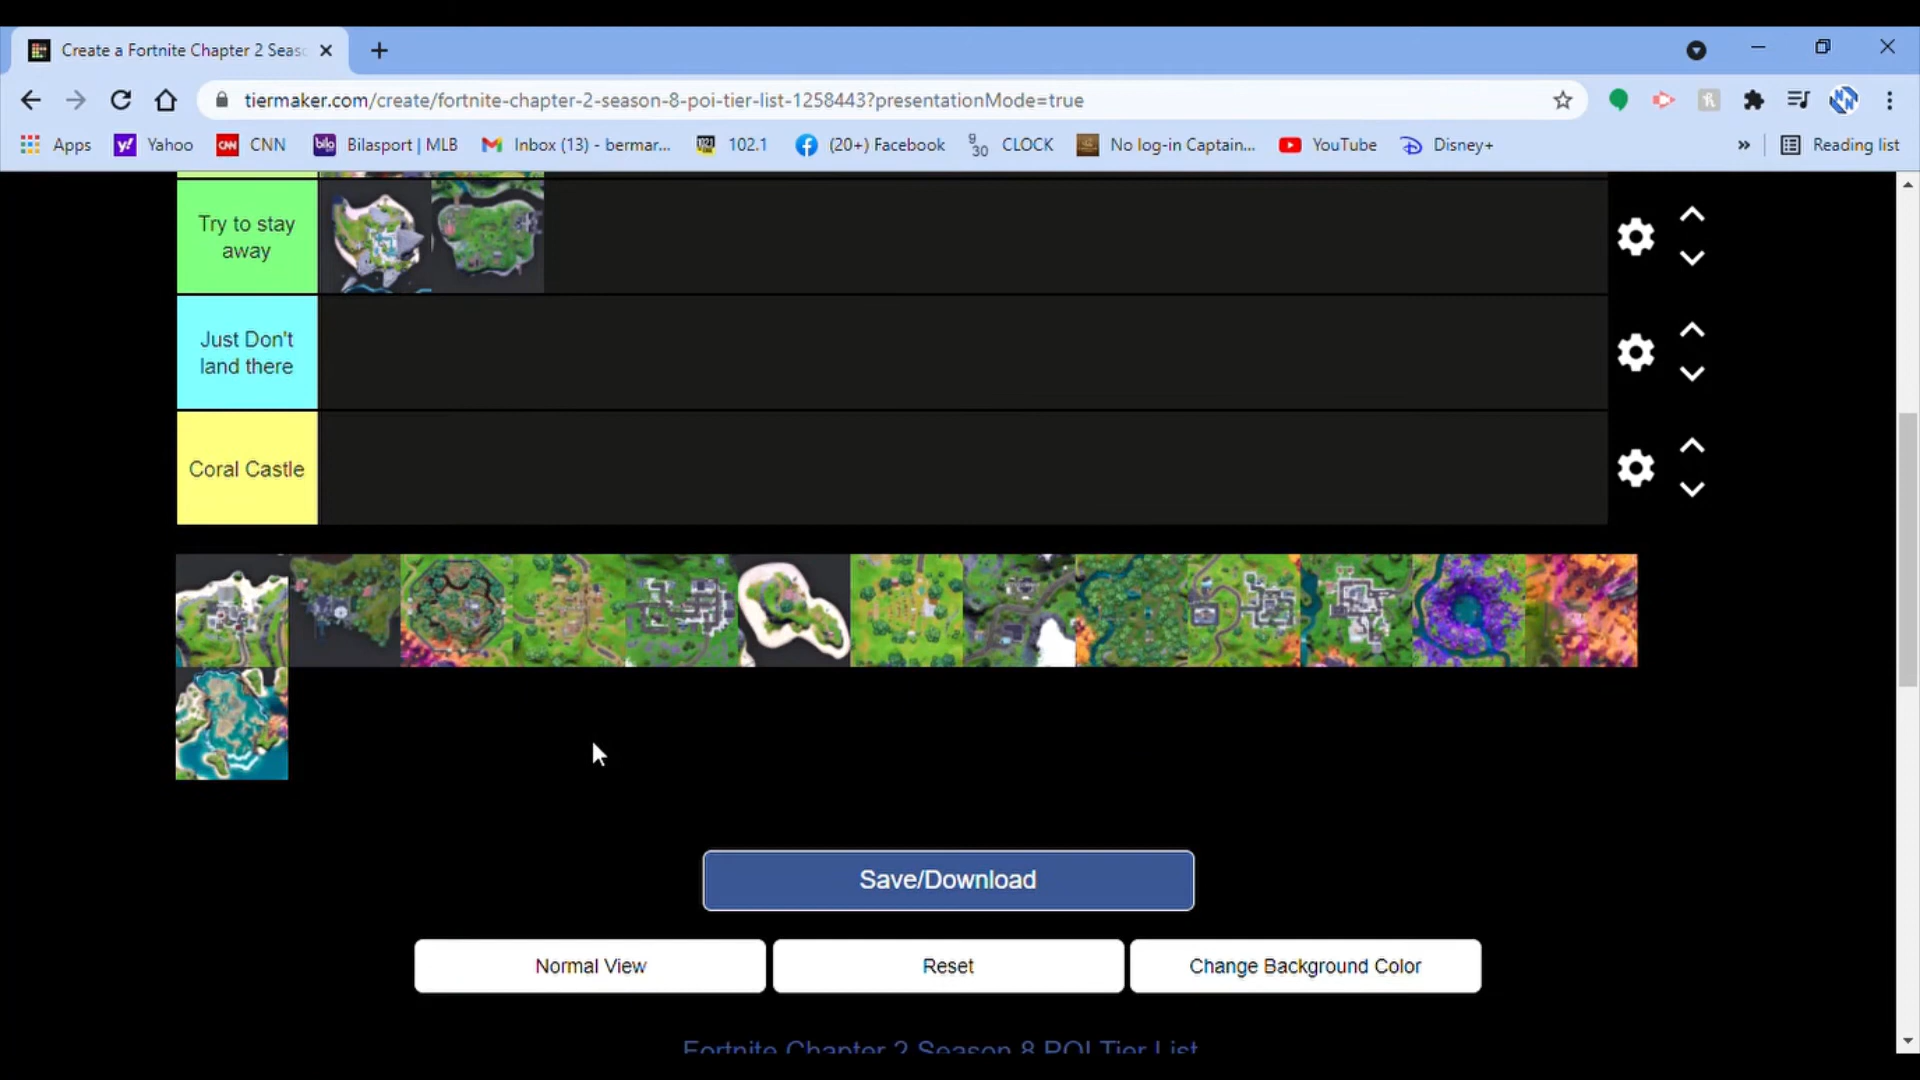 Create a Fortnite Chapter 2 Seas
tiermaker.com/create/fortnite-chapter-2-season-8-poi-tier-list-1258443?presentationMode=true
Apps
Yahoo
CNN
Bilasport | MLB
Inbox (13) - bermar...
102.1
(20+) Facebook
9
30
CLOCK
No log-in Captain...
YouTube
Disney+
»
Reading list
Try to stay
away
Just Don't
land there
Coral Castle
Save/Download
Normal View
Reset
Change Background Color
Fortnite Chapter 2 Season 8 POI Tier List